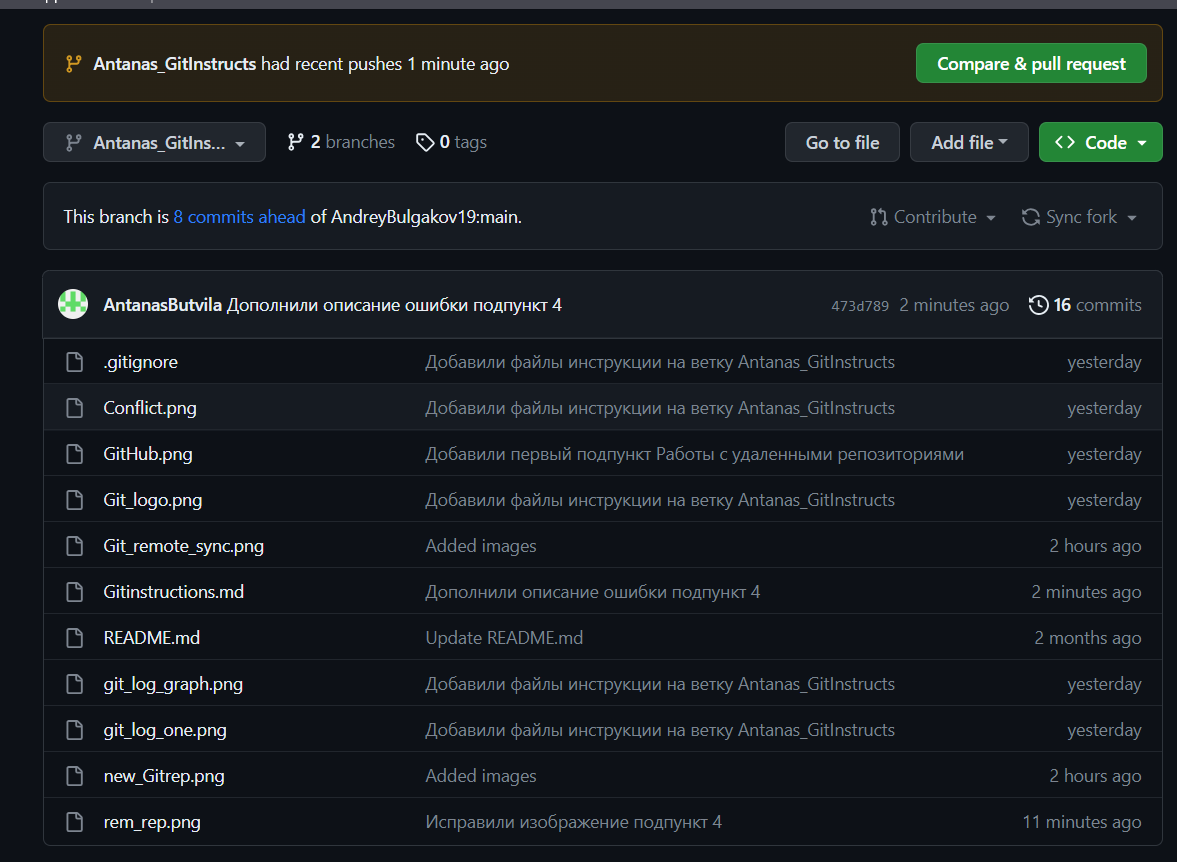 Antanas_GitInstructs had recent pushes 1 minute ago
Compare & pull request
Antanas_GitIns...
2 branches
0 tags
Go to file
Add file
Code
This branch is 8 commits ahead of AndreyBulgakov19:main.
Contribute
Sync fork
AntanasButvila Дополнили описание ошибки подпункт 4 473d789 2 minutes ago 16 commits
.gitignore Добавили файлы инструкции на ветку Antanas_GitInstructs yesterday
Conflict.png Добавили файлы инструкции на ветку Antanas_GitInstructs yesterday
GitHub.png Добавили первый подпункт Работы с удаленными репозиториями yesterday
Git_logo.png Добавили файлы инструкции на ветку Antanas_GitInstructs yesterday
Git_remote_sync.png Added images 2 hours ago
Gitinstructions.md Дополнили описание ошибки подпункт 4 2 minutes ago
README.md Update README.md 2 months ago
git_log_graph.png Добавили файлы инструкции на ветку Antanas_GitInstructs yesterday
git_log_one.png Добавили файлы инструкции на ветку Antanas_GitInstructs yesterday
new_Gitrep.png Added images 2 hours ago
rem_rep.png Исправили изображение подпункт 4 11 minutes ago